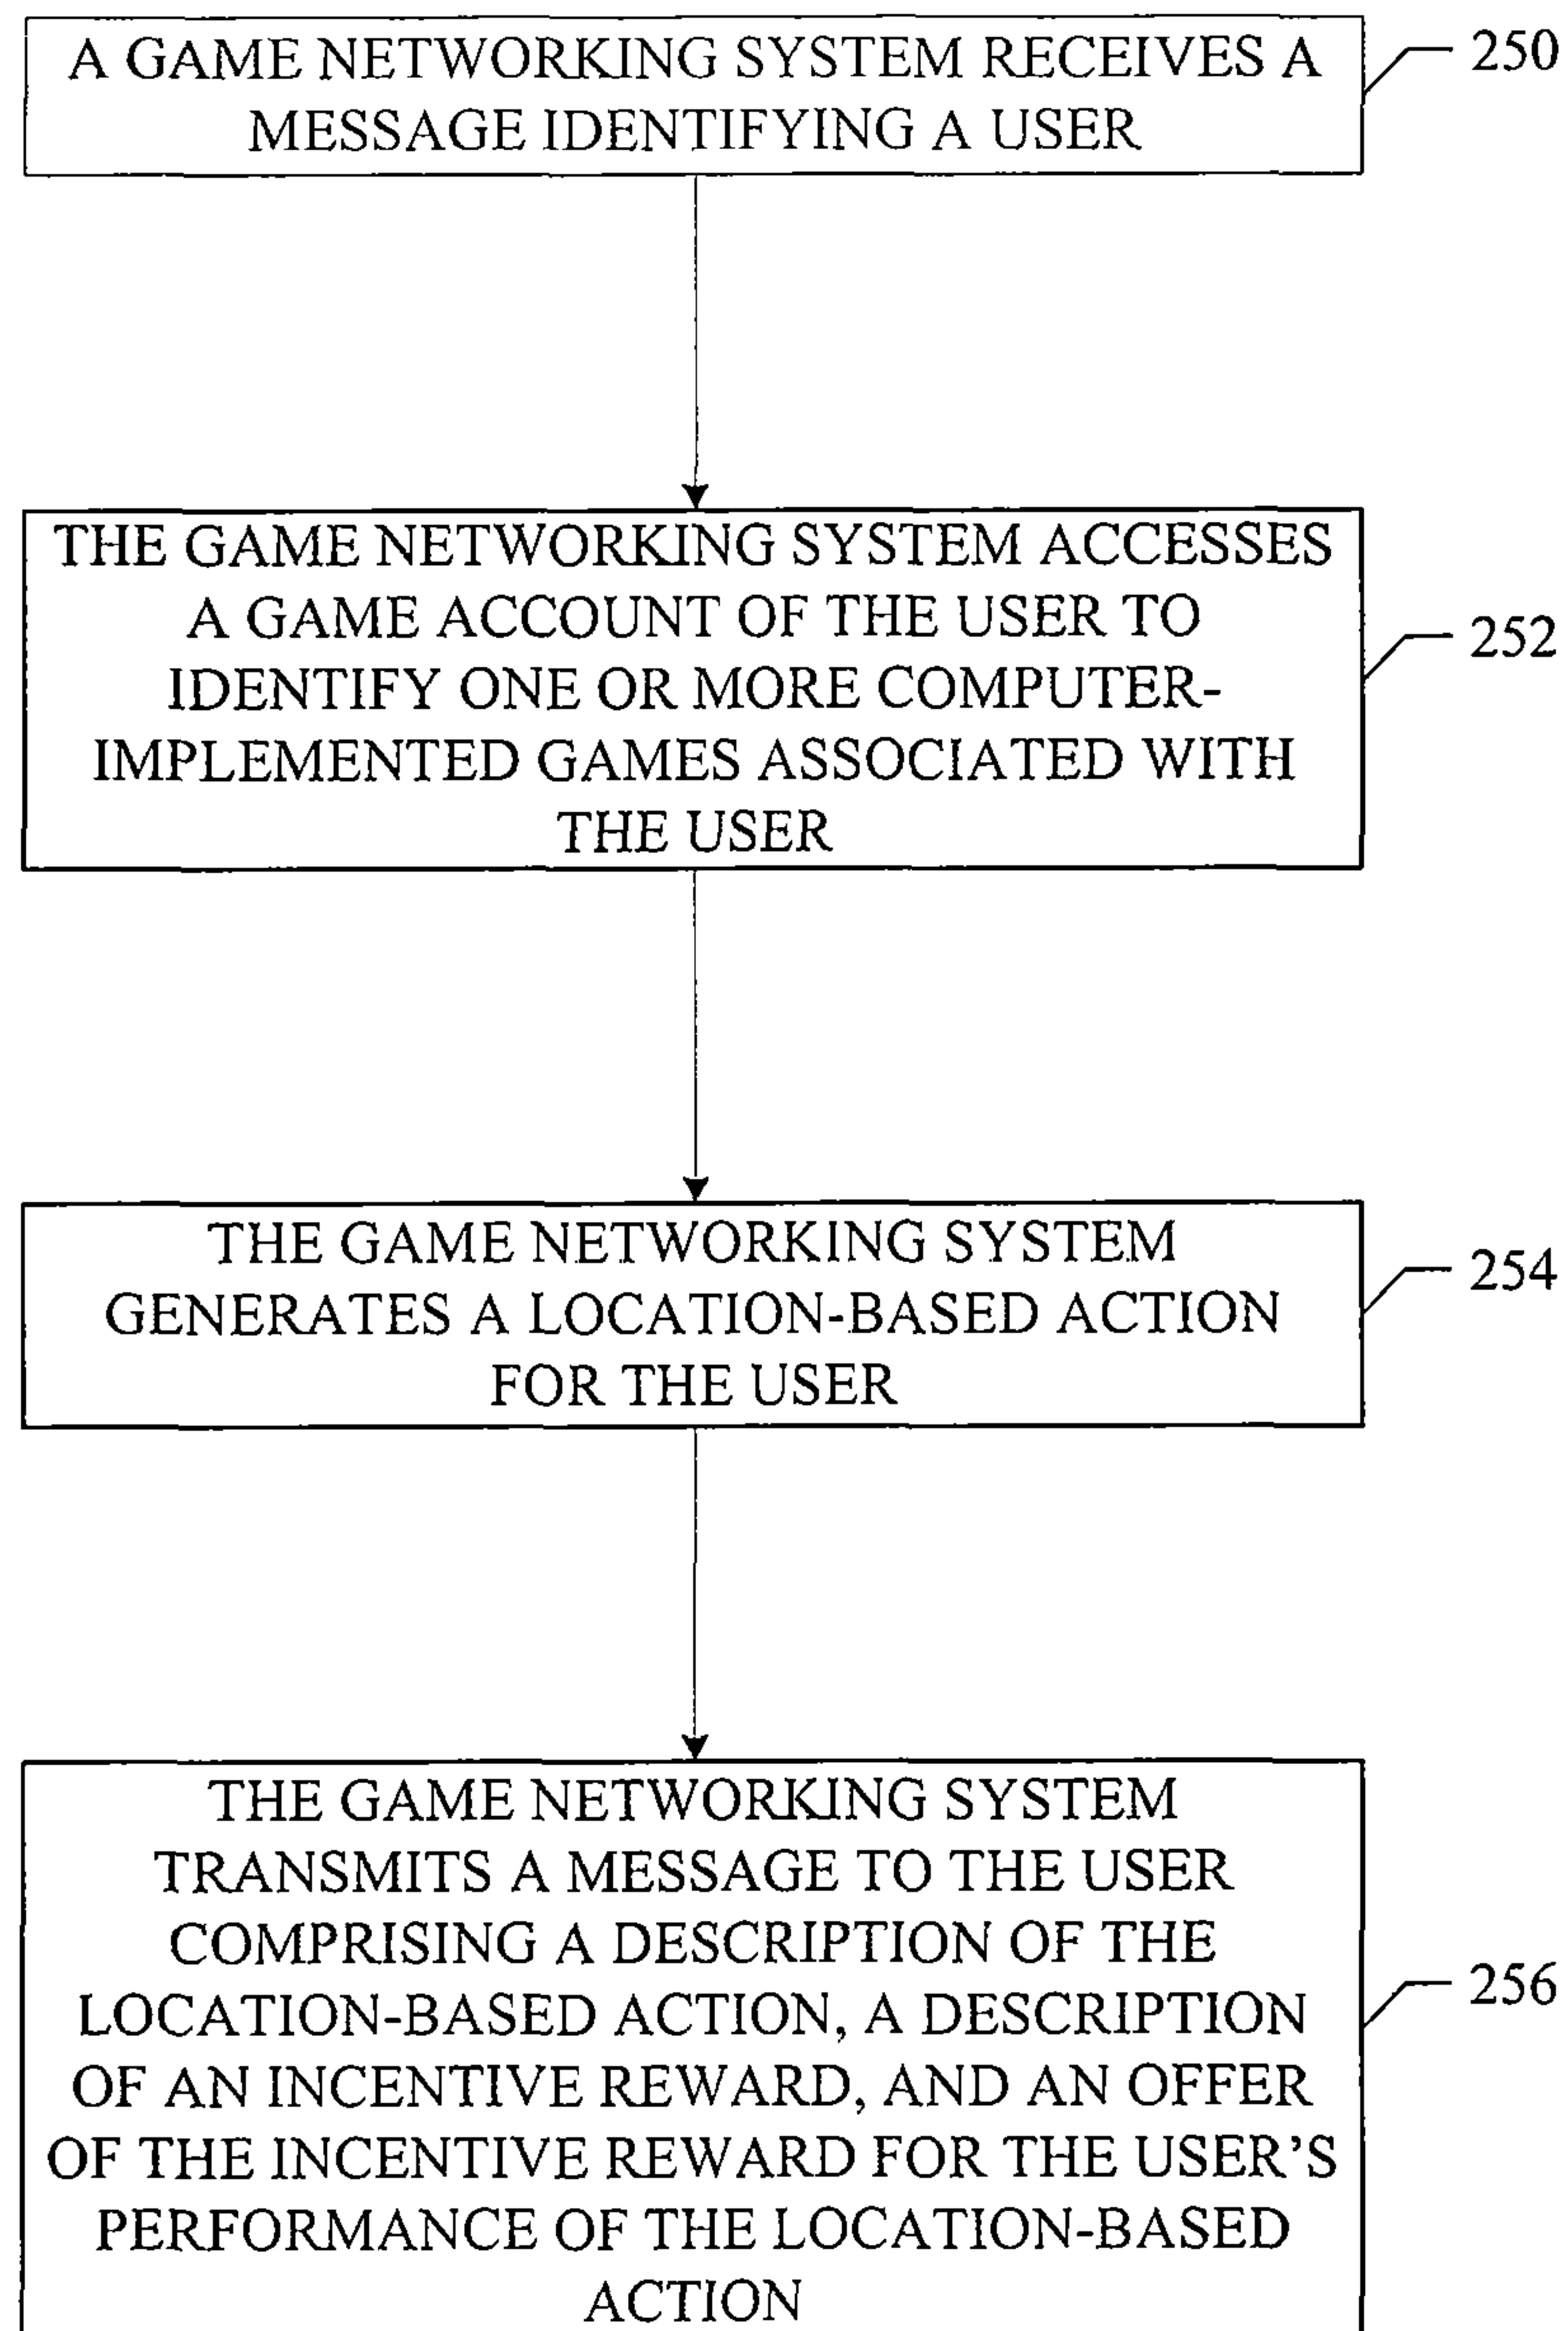 A GAME NETWORKING SYSTEM RECEIVES A
MESSAGE IDENTIFYING A USER
250
THE GAME NETWORKING SYSTEM ACCESSES
A GAME ACCOUNT OF THE USER TO
IDENTIFY ONE OR MORE COMPUTER-
IMPLEMENTED GAMES ASSOCIATED WITH
THE USER
252
THE GAME NETWORKING SYSTEM
GENERATES A LOCATION-BASED ACTION
FOR THE USER
254
THE GAME NETWORKING SYSTEM
TRANSMITS A MESSAGE TO THE USER
COMPRISING A DESCRIPTION OF THE
LOCATION-BASED ACTION, A DESCRIPTION
OF AN INCENTIVE REWARD, AND AN OFFER
OF THE INCENTIVE REWARD FOR THE USER’S
PERFORMANCE OF THE LOCATION-BASED
ACTION
256